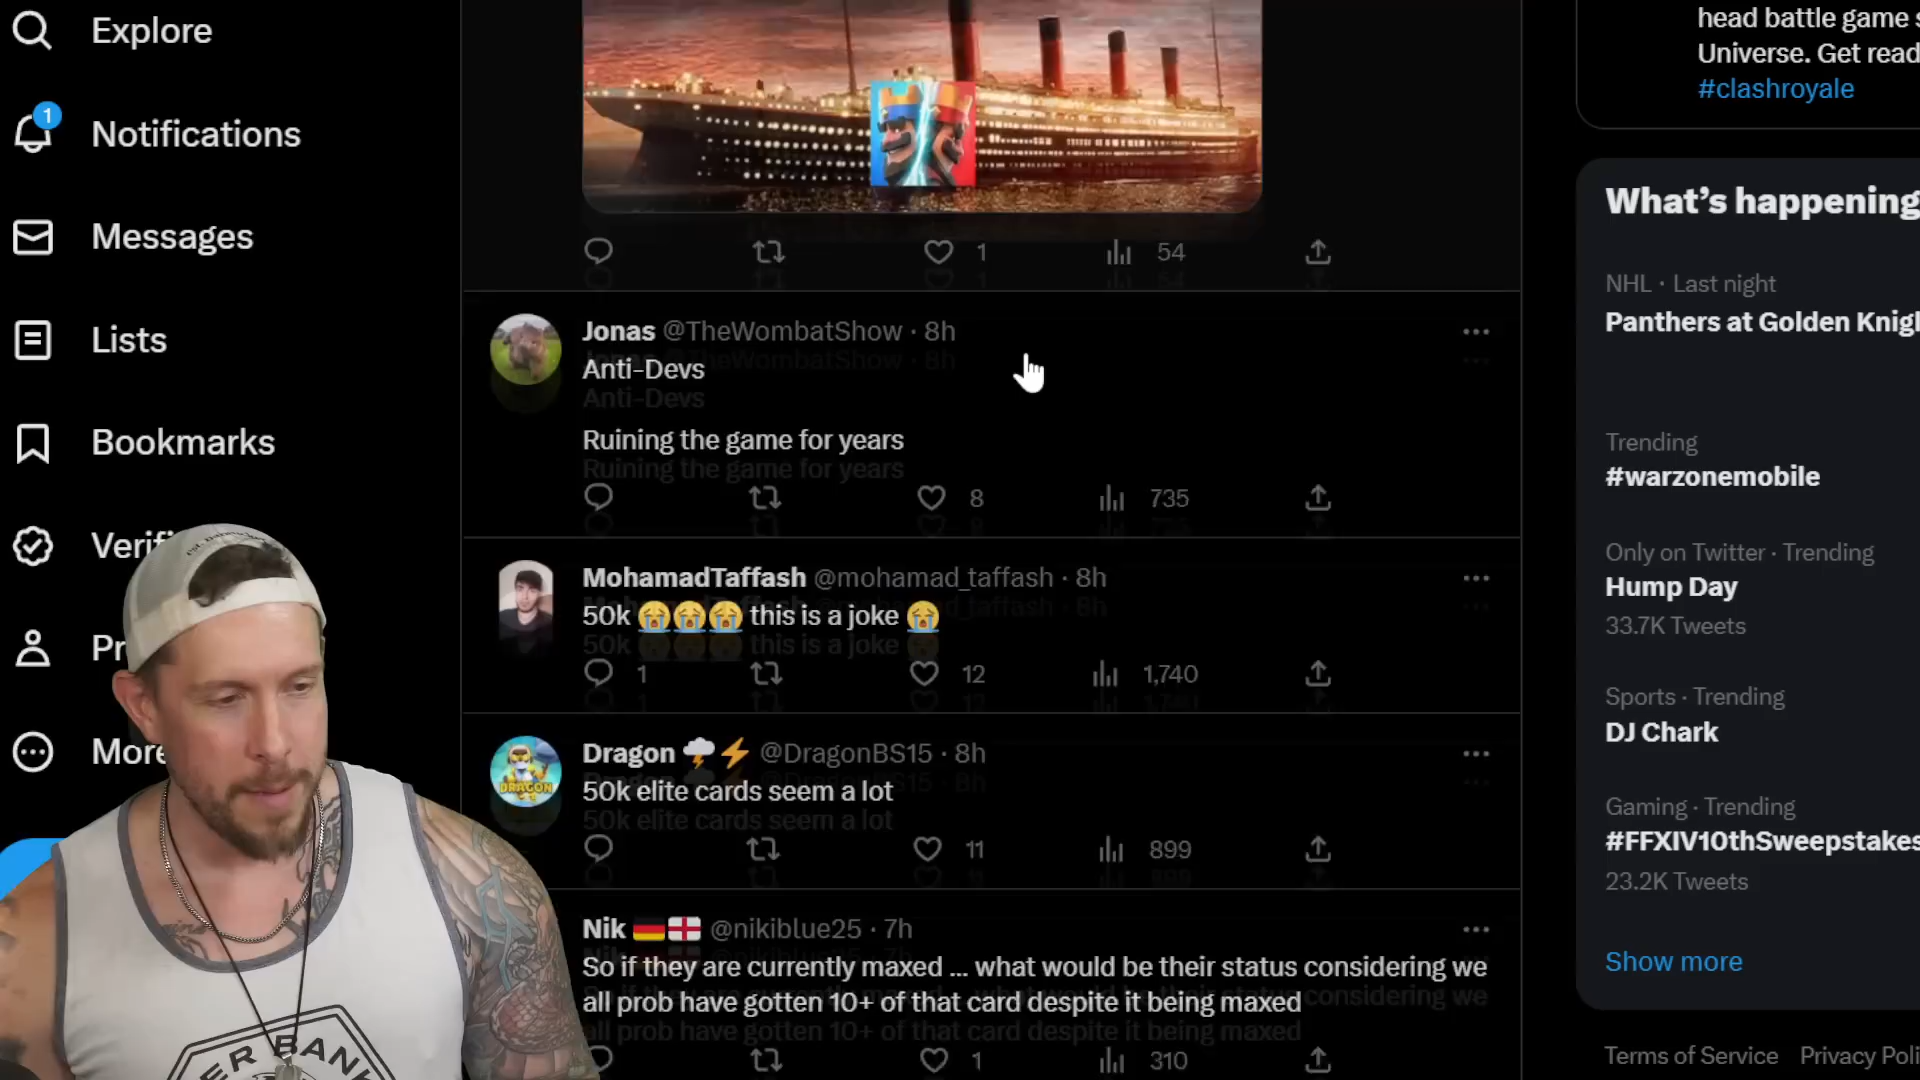 Explore
1
Notifications
Messages
Lists
Bookmarks
Verifi
Pr
More
1 54
Jonas @TheWombatShow · 8h
Anti-Devs
Ruining the game for years
8 735
MohamadTaffash @mohamad_taffash · 8h
50k 😭😭😭 this is a joke 😭
1 12 1,740
DRAGON
Dragon 🌩️⚡ @DragonBS15 · 8h
50k elite cards seem a lot
11 899
Nik 🇩🇪🏴󠁧󠁢󠁥󠁮󠁧󠁿 @nikiblue25 · 7h
So if they are currently maxed ... what would be their status considering we
all prob have gotten 10+ of that card despite it being maxed
1 310
head battle game s
Universe. Get read
#clashroyale
What's happening
NHL · Last night
Panthers at Golden Knigl
Trending
#warzonemobile
Only on Twitter · Trending
Hump Day
33.7K Tweets
Sports · Trending
DJ Chark
Gaming · Trending
#FFXIV10thSweepstakes
23.2K Tweets
Show more
Terms of Service Privacy Poli
ER BANK